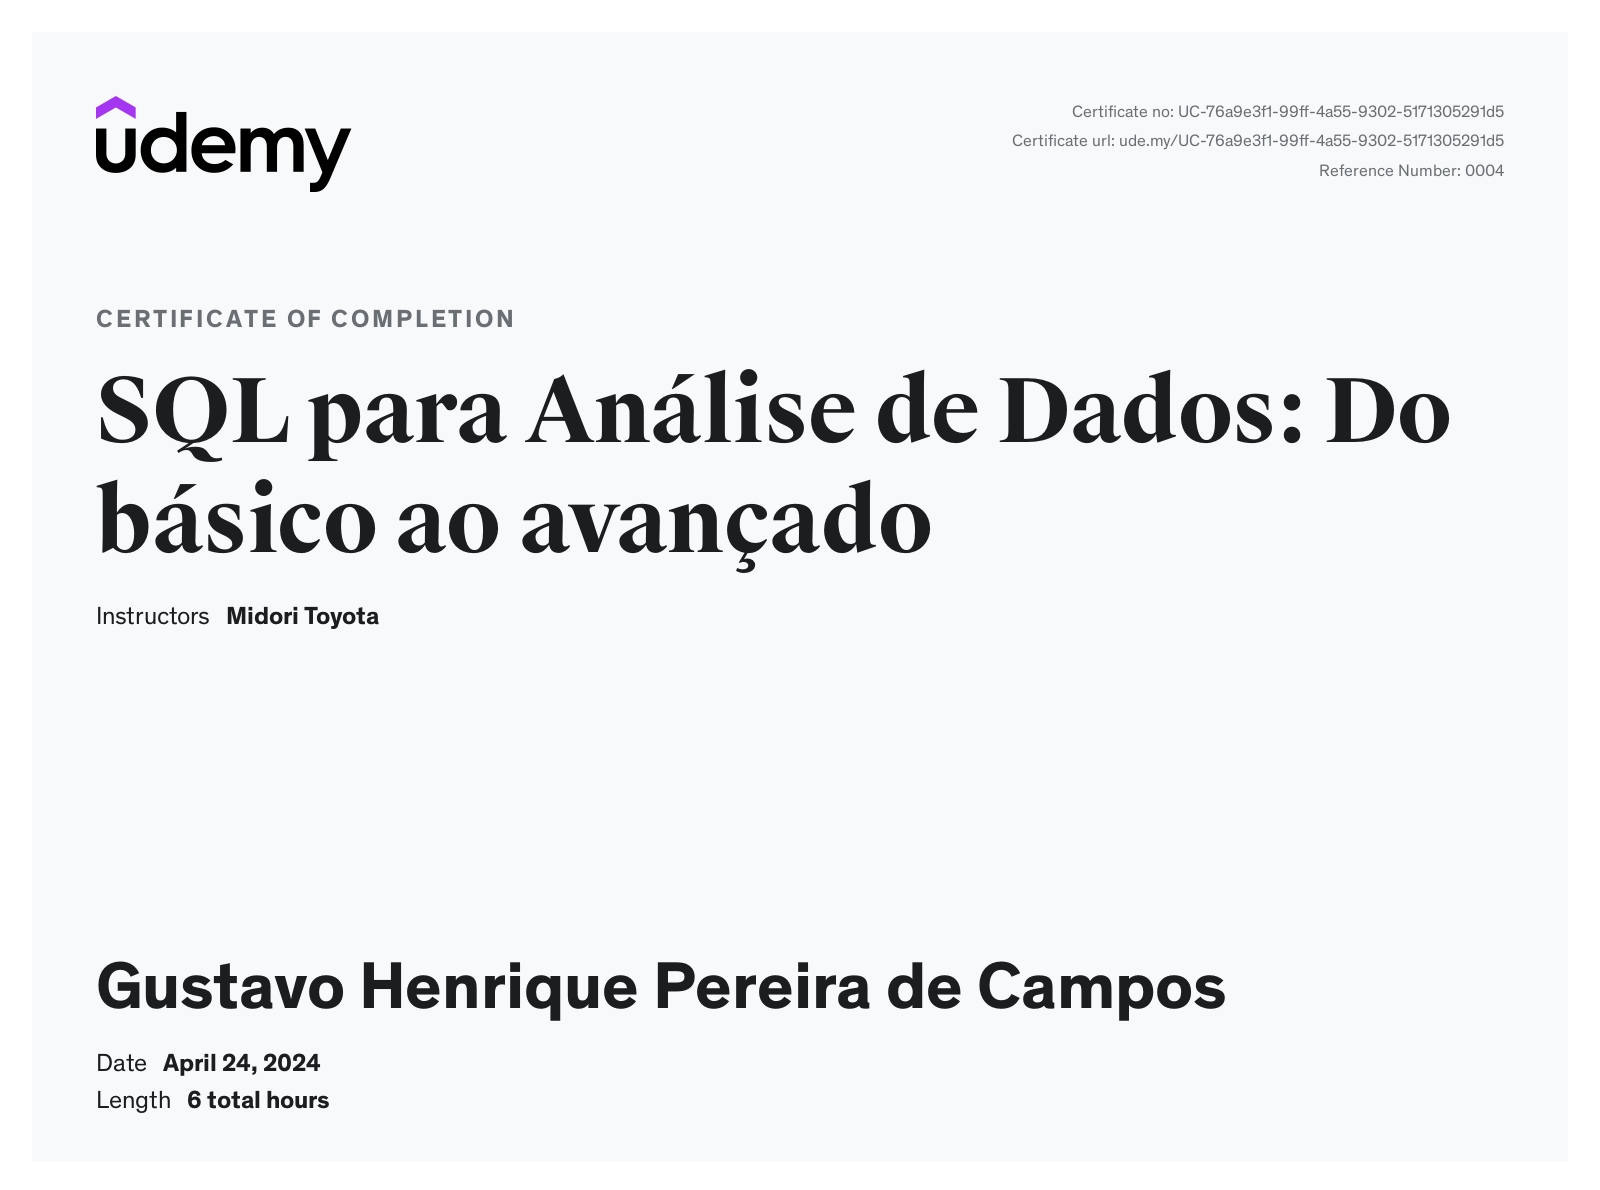 udemy
Certificate no: UC-76a9e3f1-99ff-4a55-9302-5171305291d5
Certificate url: ude.my/UC-76a9e3f1-99ff-4a55-9302-5171305291d5
Reference Number: 0004
CERTIFICATE OF COMPLETION
SQL para Análise de Dados: Do
básico ao avançado
Instructors Midori Toyota
Gustavo Henrique Pereira de Campos
Date April 24, 2024
Length 6 total hours